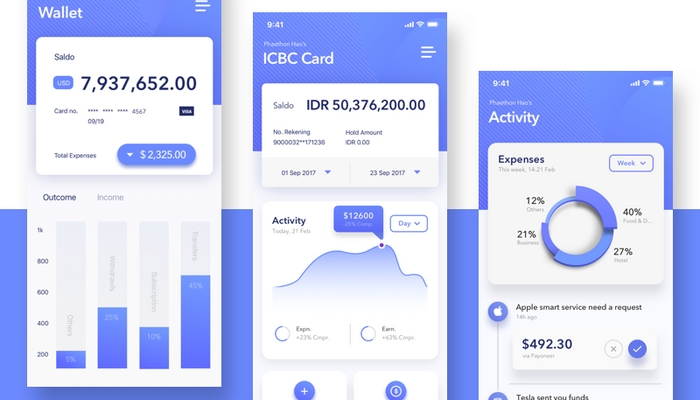 Wallet
Saldo
USD 7,937,652.00
Card no. **** **** **** 4567 VISA
09/19
Total Expenses $ 2,325.00
Outcome Income
1k
800
600
400
200
Others
5%
Withdrawls
25%
Subscription
10%
Transfers
45%
9:41
Phaethon Hao's
ICBC Card
Saldo IDR 50,376,200.00
No. Rekening Hold Amount
9000032**171236 IDR 0.00
01 Sep 2017 23 Sep 2017
Activity
Today, 21 Feb
$12600
-25% Comp.
Day
Expn.
+23% Cmpr.
Earn.
+63% Cmpr.
9:41
Phaethon Hao's
Activity
Expenses
This week, 14-21 Feb
Week
12%
Others
40%
Food & D...
21%
Business
27%
Hotel
Apple smart service need a request
14h ago
$492.30
via Payoneer
Tesla sent you funds